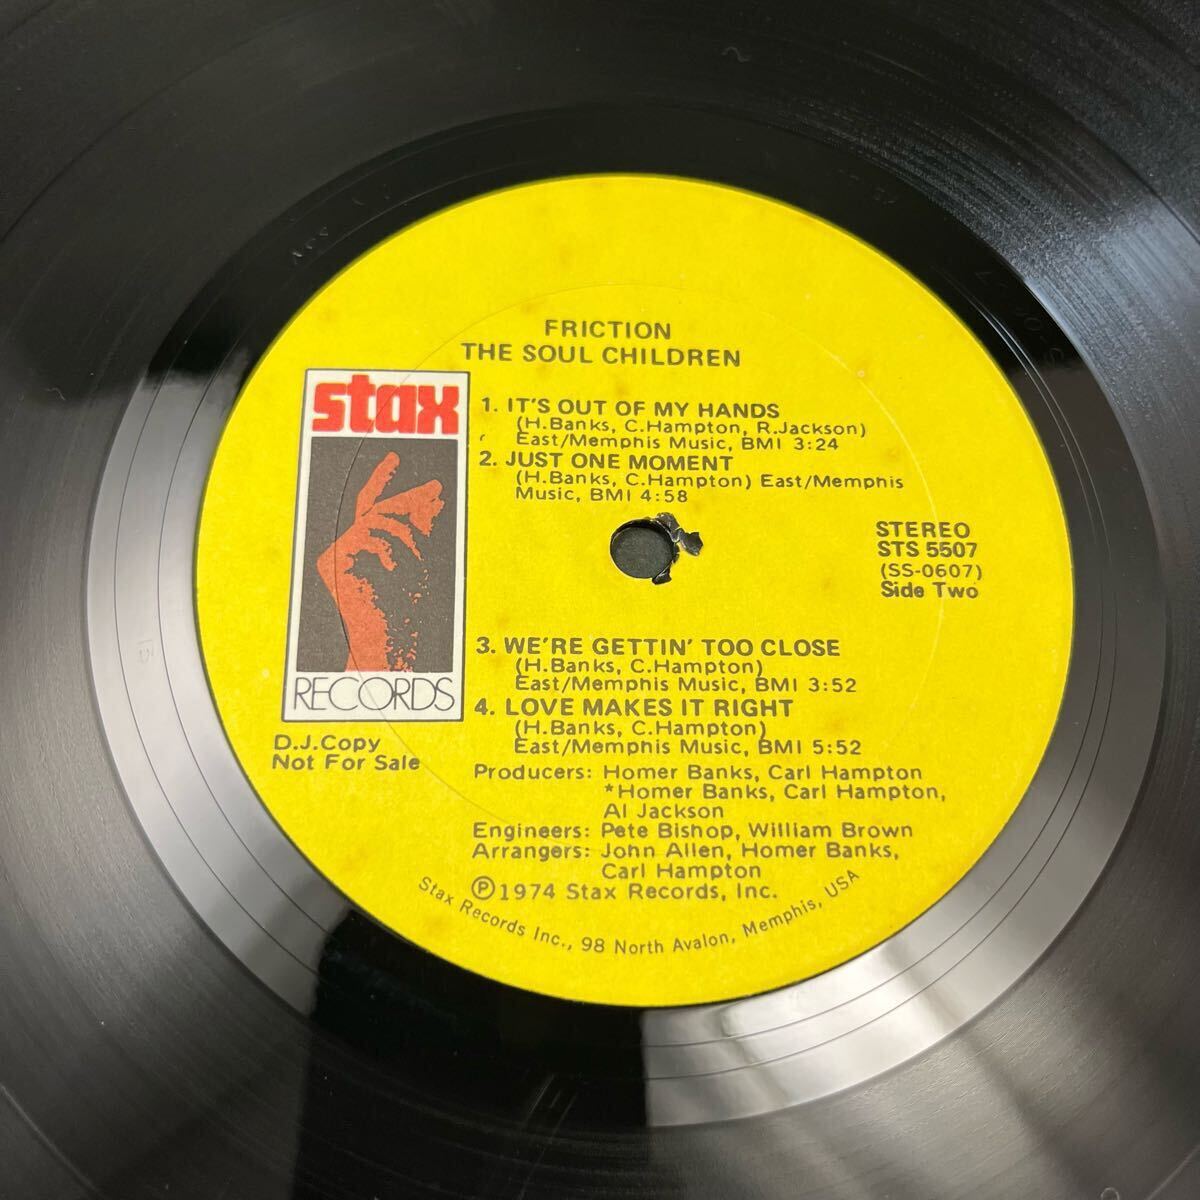 FRICTION
THE SOUL CHILDREN
stax
RECORDS
1. IT'S OUT OF MY HANDS
(H.Banks, C.Hampton, R.Jackson)
East/Memphis Music, BMI 3:24
2. JUST ONE MOMENT
(H.Banks, C.Hampton) East/Memphis
Music, BMI 4:58
STEREO
STS 5507
(SS-0607)
Side Two
3. WE'RE GETTIN' TOO CLOSE
(H.Banks, C.Hampton)
East/Memphis Music, BMI 3:52
4. LOVE MAKES IT RIGHT
(H.Banks, C.Hampton)
East/Memphis Music, BMI 5:52
D.J.Copy
Not For Sale
Producers: Homer Banks, Carl Hampton
*Homer Banks, Carl Hampton,
Al Jackson
Engineers: Pete Bishop, William Brown
Arrangers: John Allen, Homer Banks,
Carl Hampton
Ⓟ1974 Stax Records, Inc.
Stax Records Inc., 98 North Avalon, Memphis, USA